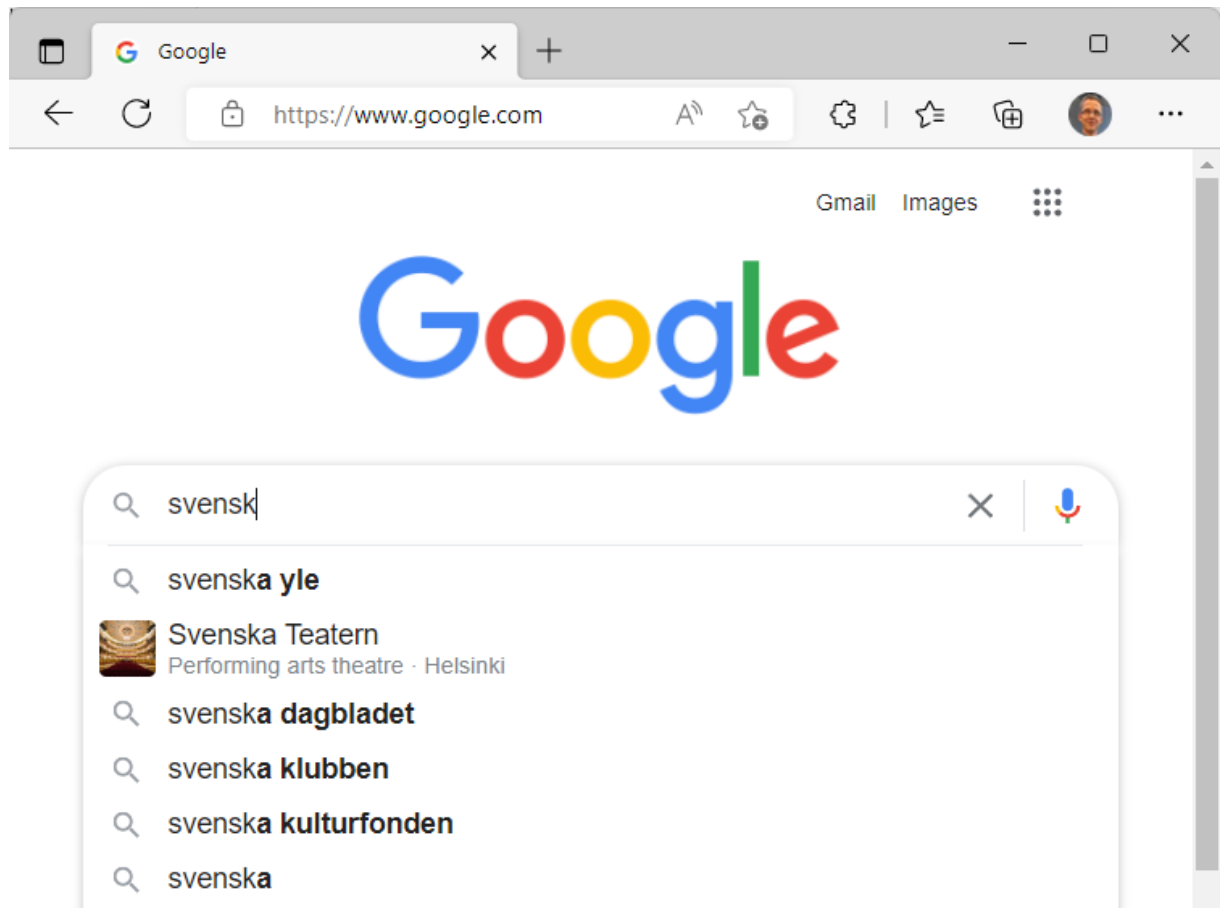 Google
https://www.google.com
Gmail Images
Google
svensk
svenska yle
Svenska Teatern
Performing arts theatre · Helsinki
svenska dagbladet
svenska klubben
svenska kulturfonden
svenska